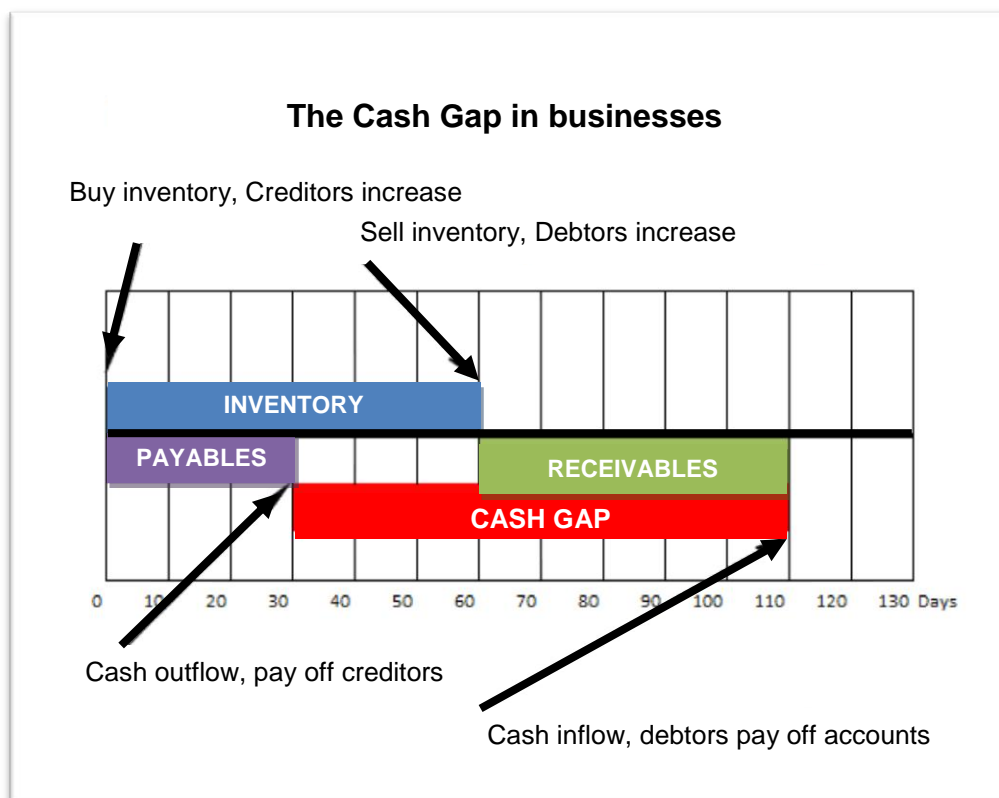 The Cash Gap in businesses
Buy inventory, Creditors increase
Sell inventory, Debtors increase
INVENTORY
PAYABLES
RECEIVABLES
CASH GAP
0 10 20 30 40 50 60 70 80 90 100 110 120 130 Days
Cash outflow, pay off creditors
Cash inflow, debtors pay off accounts